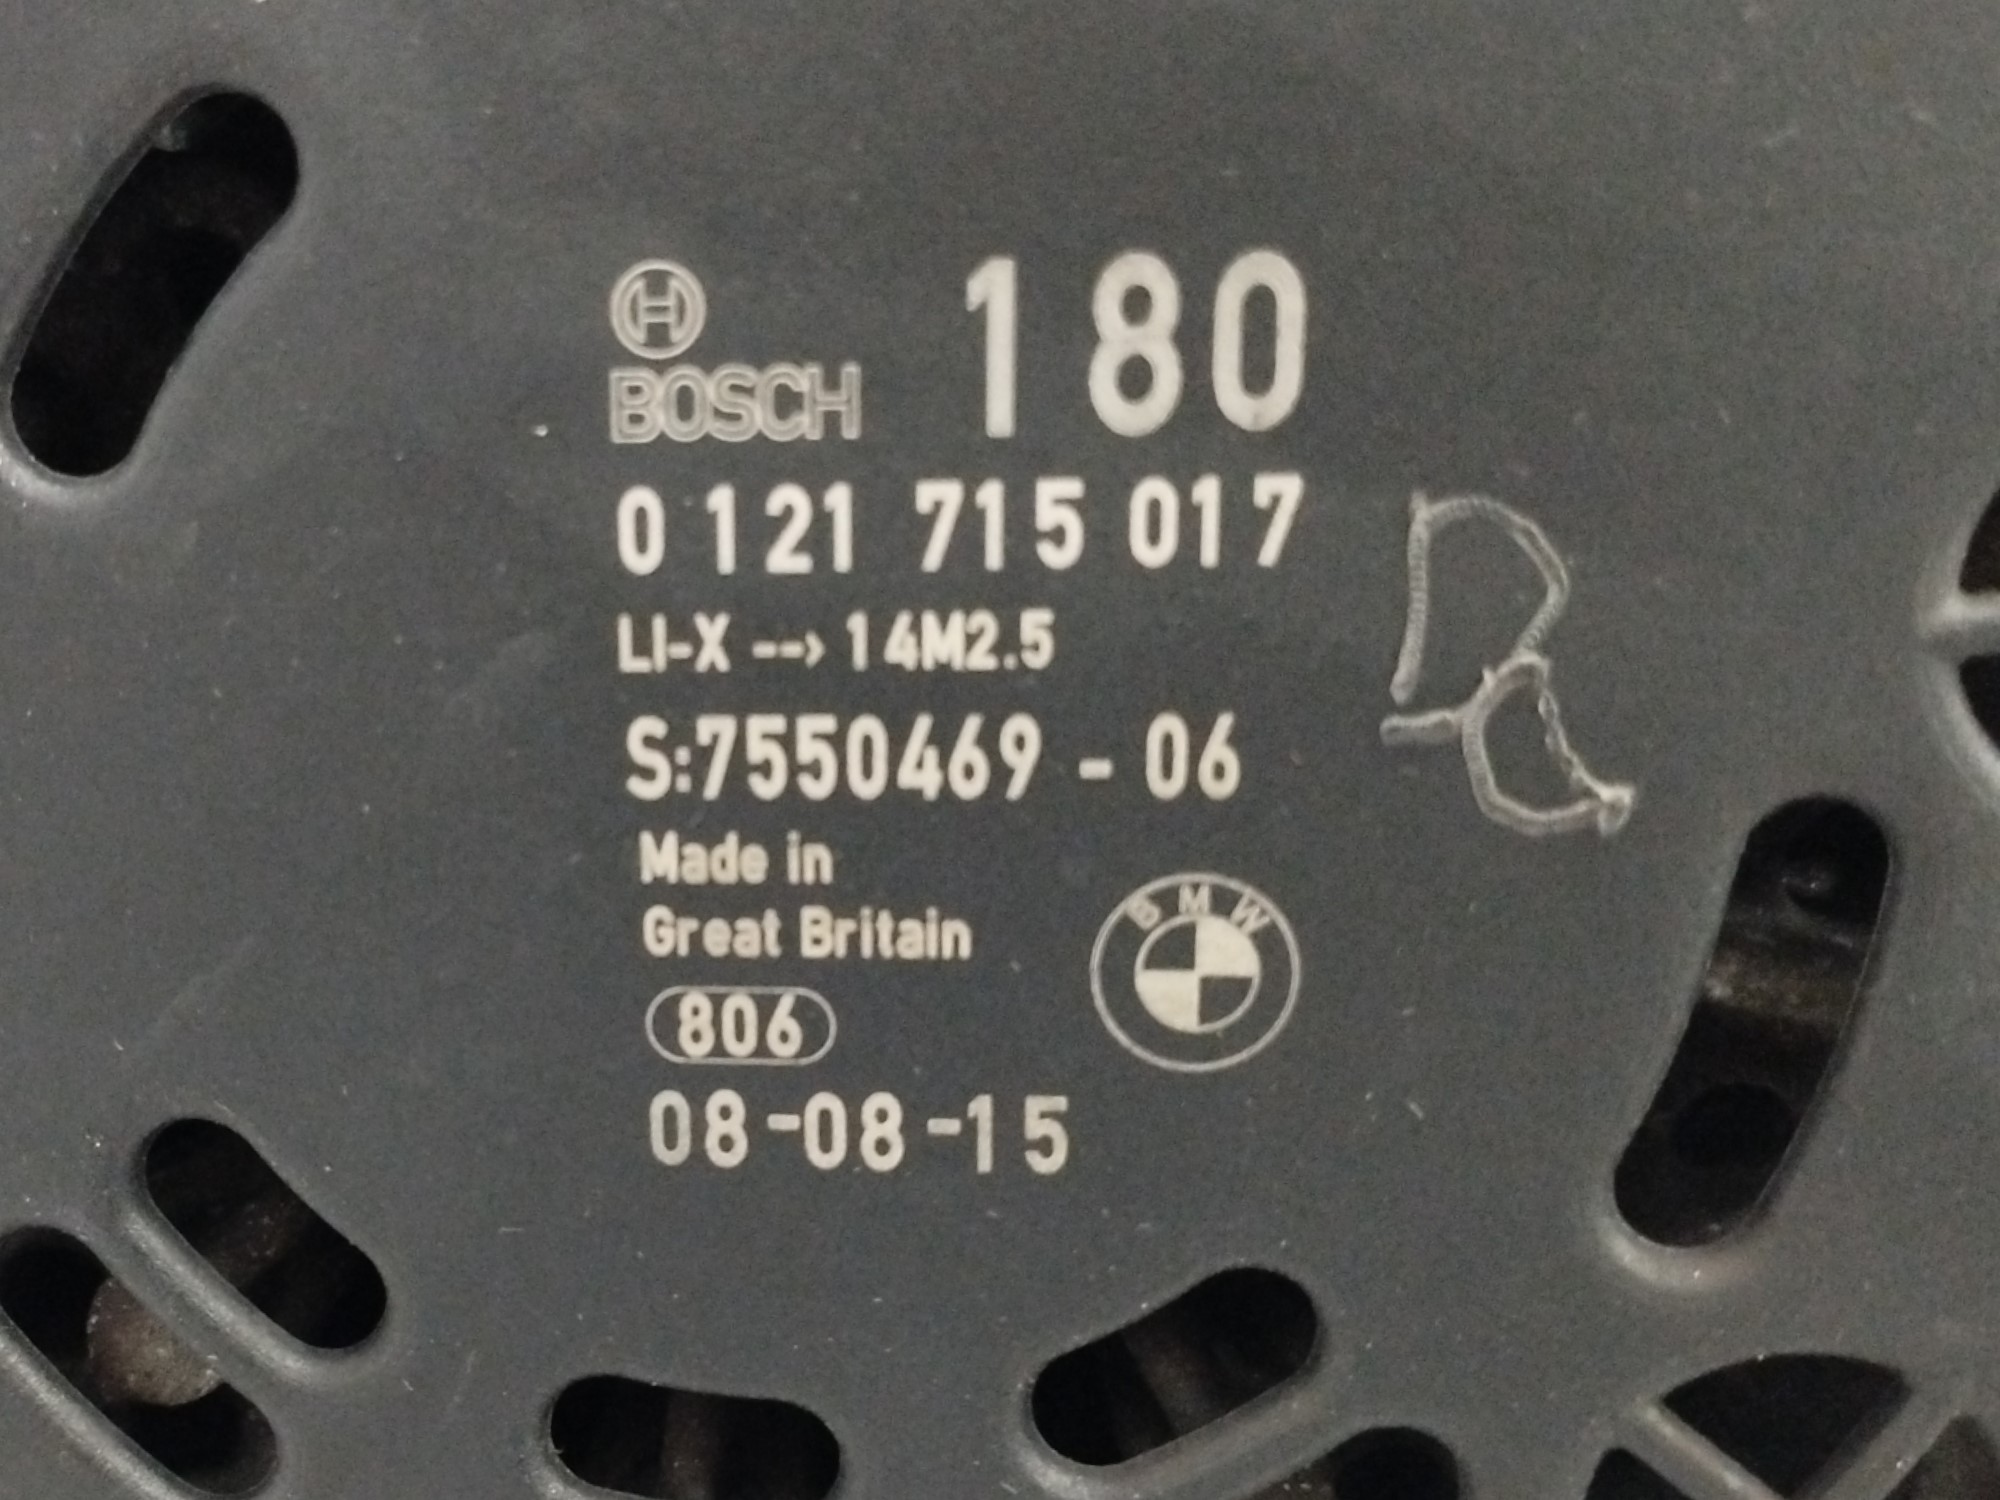 BOSCH 180
0 121 715 017
LI-X --> 14M2.5
S:7550469 - 06
Made in
Great Britain
BMW
806
08-08-15